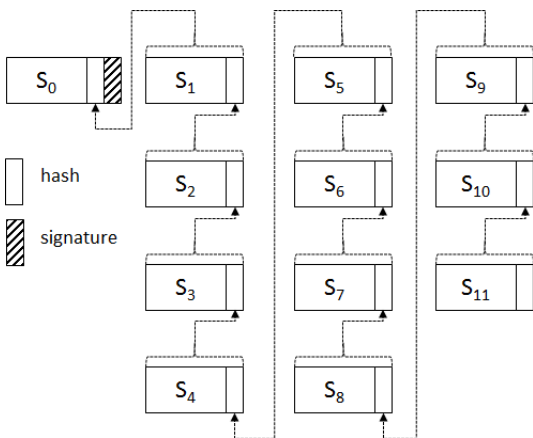 S0 S1 S5 S9
S2 S6 S10
hash
signature
S3 S7 S11
S4 S8